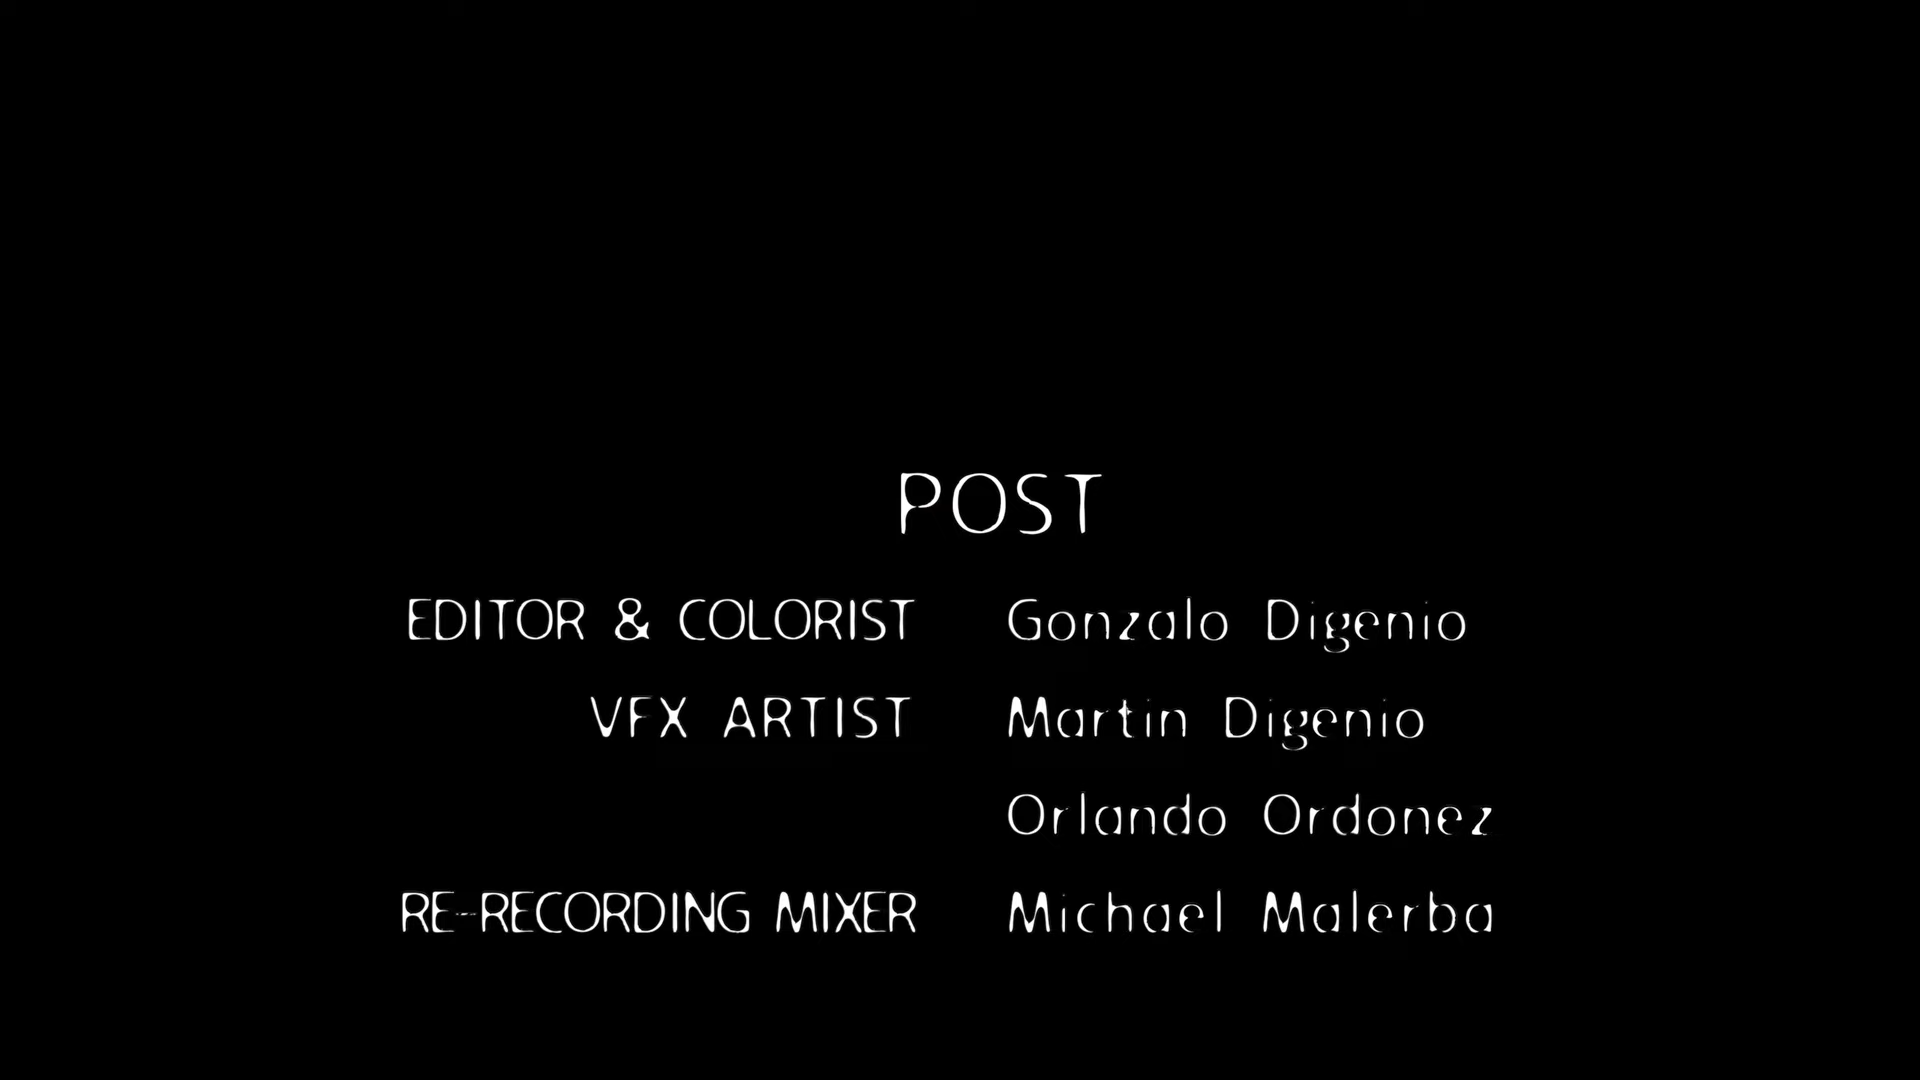 POST
EDITOR & COLORIST Gonzalo Digenio
VFX ARTIST Martin Digenio
Orlando Ordonez
RE-RECORDING MIXER Michael Malerba